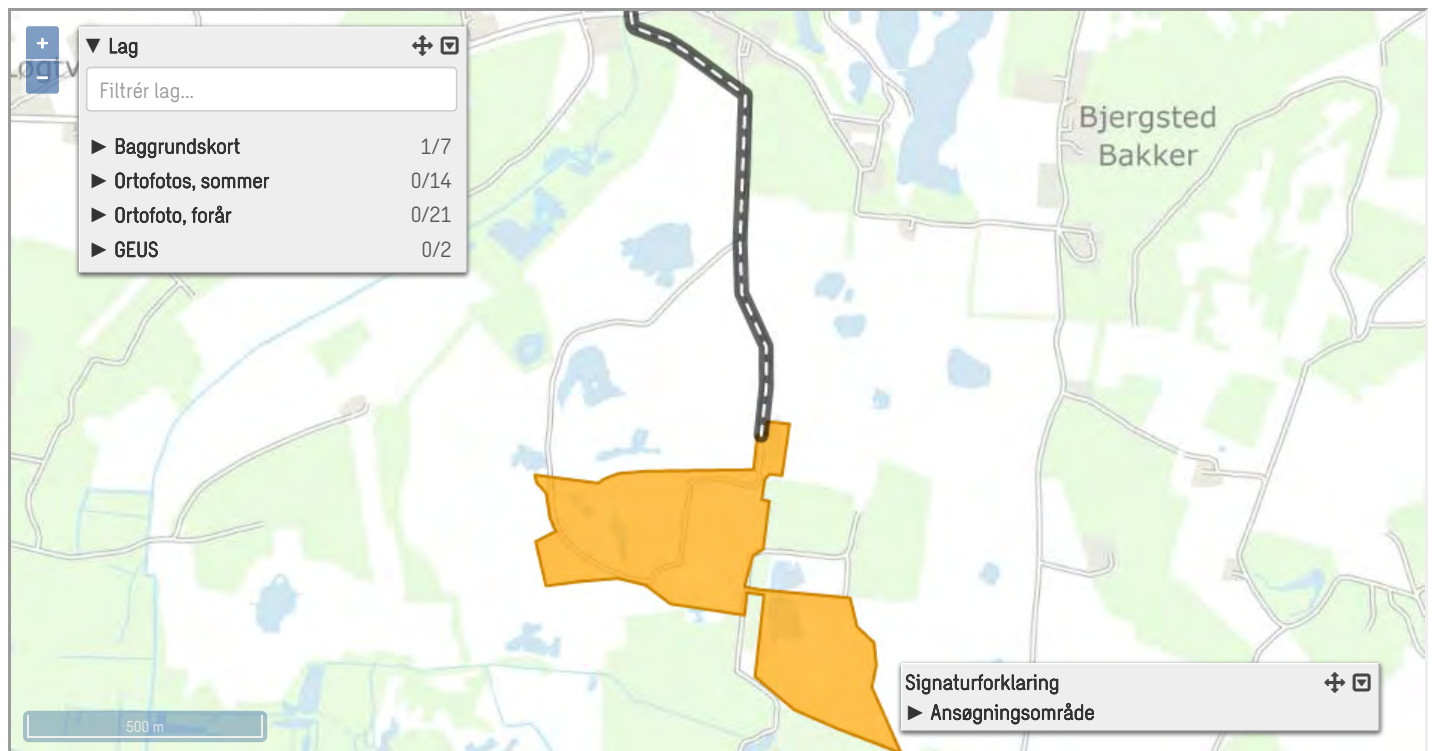 +
Løgtv
−
Lag
Filtrér lag...
Baggrundskort 1/7
Ortofotos, sommer 0/14
Ortofoto, forår 0/21
GEUS 0/2
Bjergsted
Bakker
Signaturforklaring
Ansøgningsområde
500 m